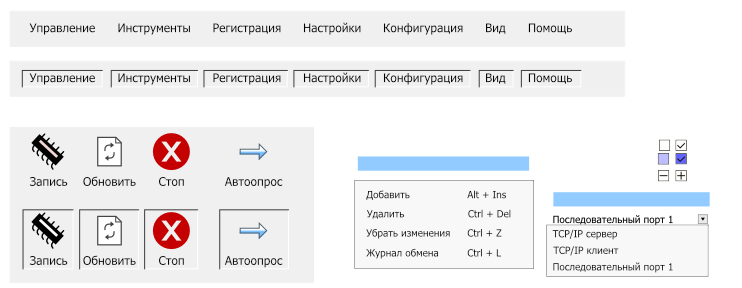 Управление Инструменты Регистрация Настройки Конфигурация Вид Помощь
Управление Инструменты Регистрация Настройки Конфигурация Вид Помощь
Запись Обновить Стоп Автоопрос
Запись Обновить Стоп Автоопрос
Добавить Alt + Ins
Удалить Ctrl + Del
Убрать изменения Ctrl + Z
Журнал обмена Ctrl + L
Последовательный порт 1
TCP/IP сервер
TCP/IP клиент
Последовательный порт 1